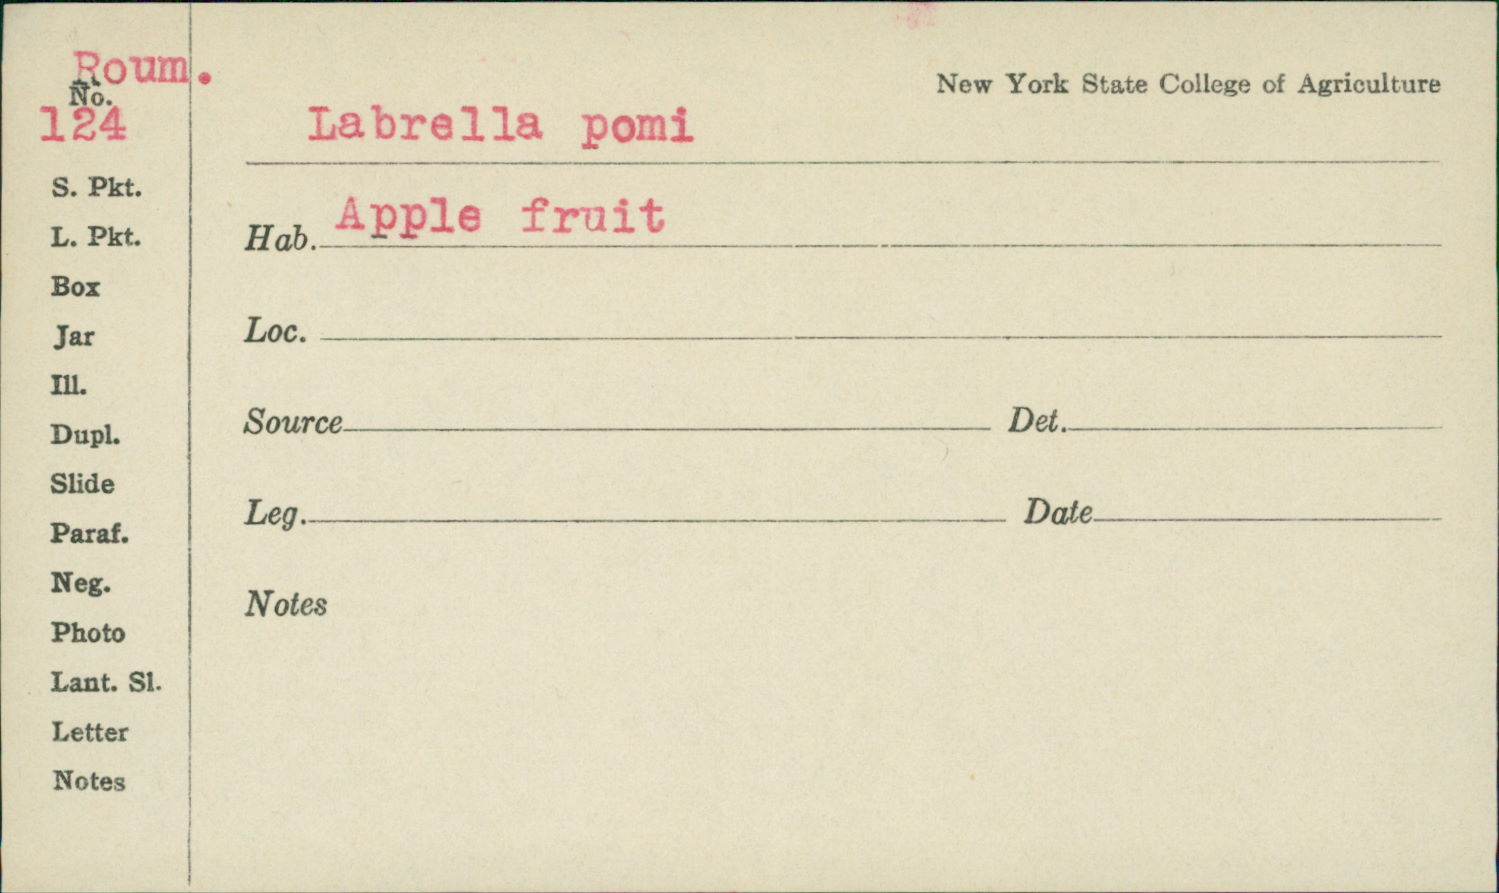 Roum.
No.
124
New York State College of Agriculture
Labrella pomi
S. Pkt.
Hab. Apple fruit
L. Pkt.
Box
Loc.
Jar
Ill.
Source Det.
Dupl.
Slide
Leg. Date
Paraf.
Neg.
Notes
Photo
Lant. Sl.
Letter
Notes